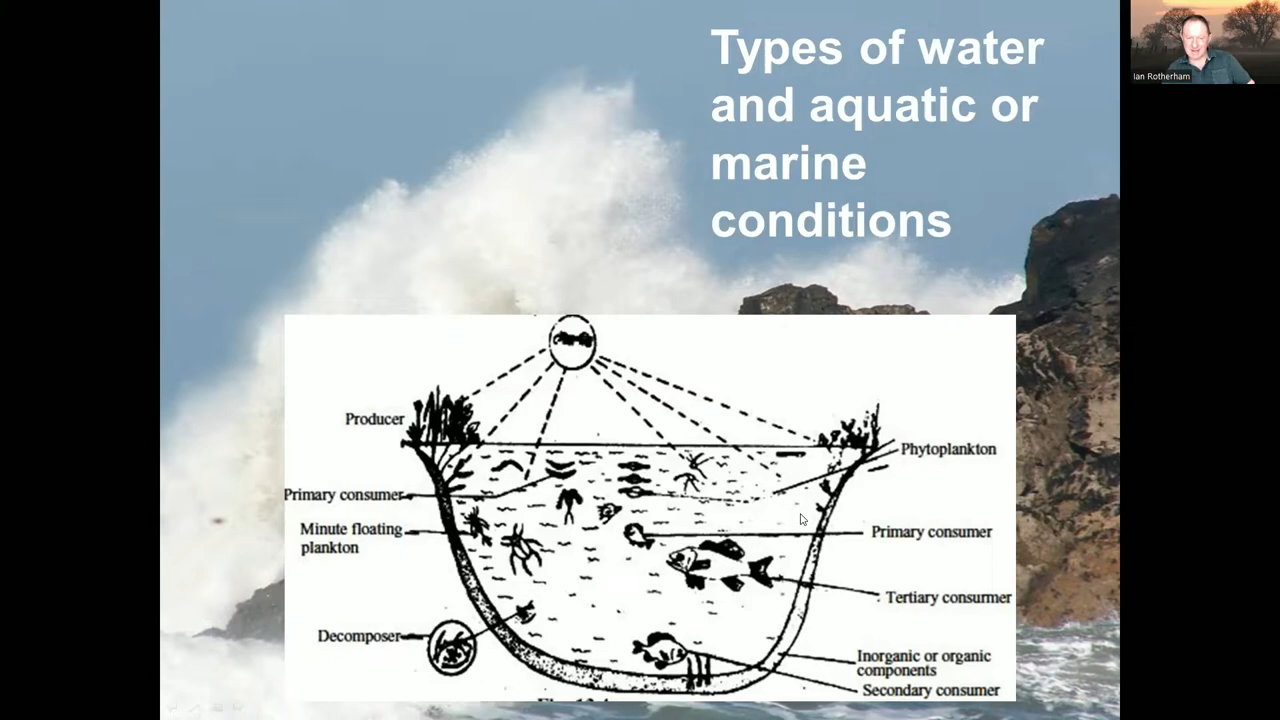 Types of water
and aquatic or
marine
conditions
Ian Rotherham
Producer
Phytoplankton
Primary consumer
Minute floating
plankton
Primary consumer
Tertiary consurmer
Decomposer
Inorganic or organic
components
Secondary consumer